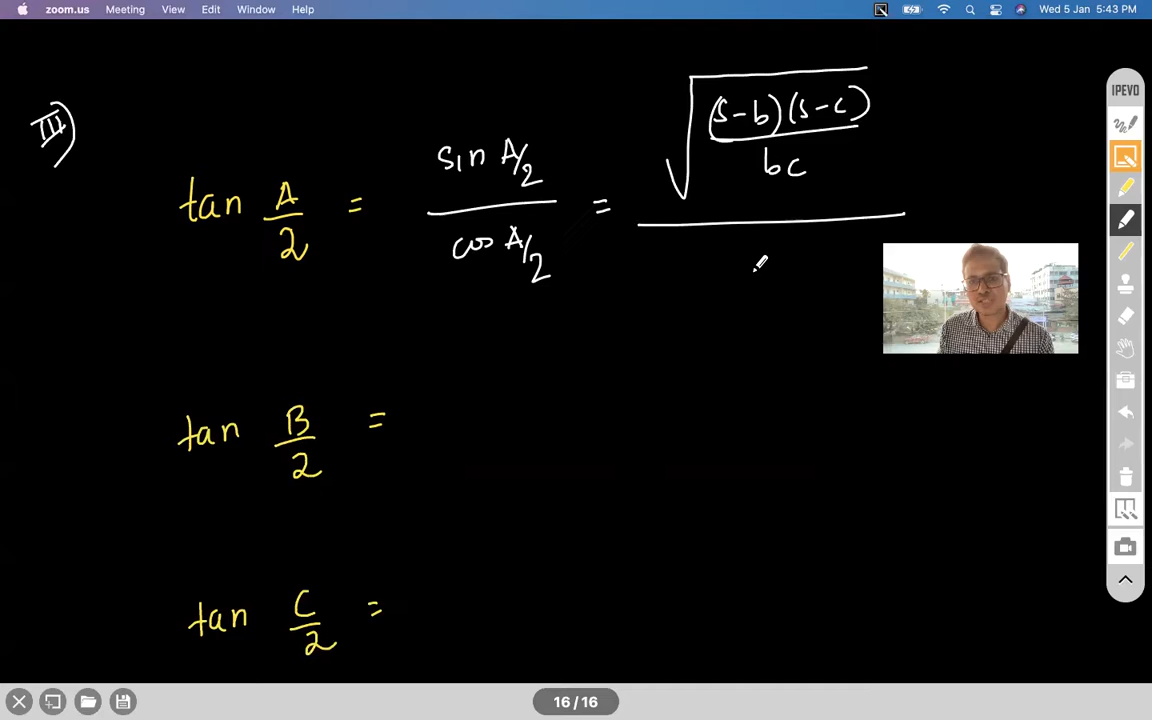 zoom.us Meeting View Edit Window Help Wed 5 Jan 5:43 PM
IPEVO
III)
tan A/2 = sin A/2 / cos A/2 = √((s-b)(s-c)/bc)
tan B/2 =
tan C/2 =
16/16